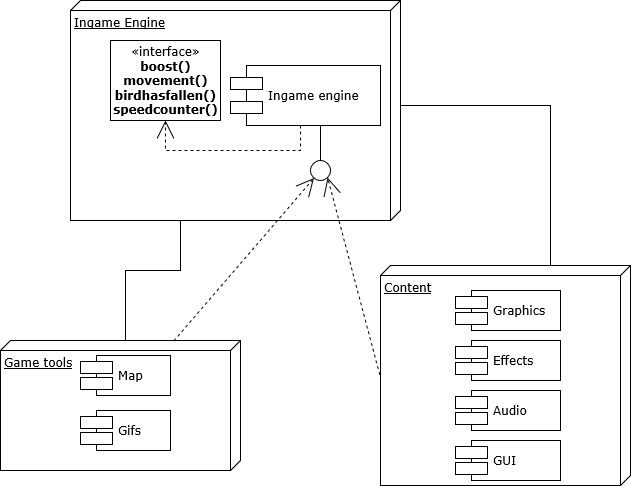 Ingame Engine
«interface»
boost()
movement()
birdhasfallen()
speedcounter()
Ingame engine
Content
Graphics
Effects
Audio
GUI
Game tools
Map
Gifs